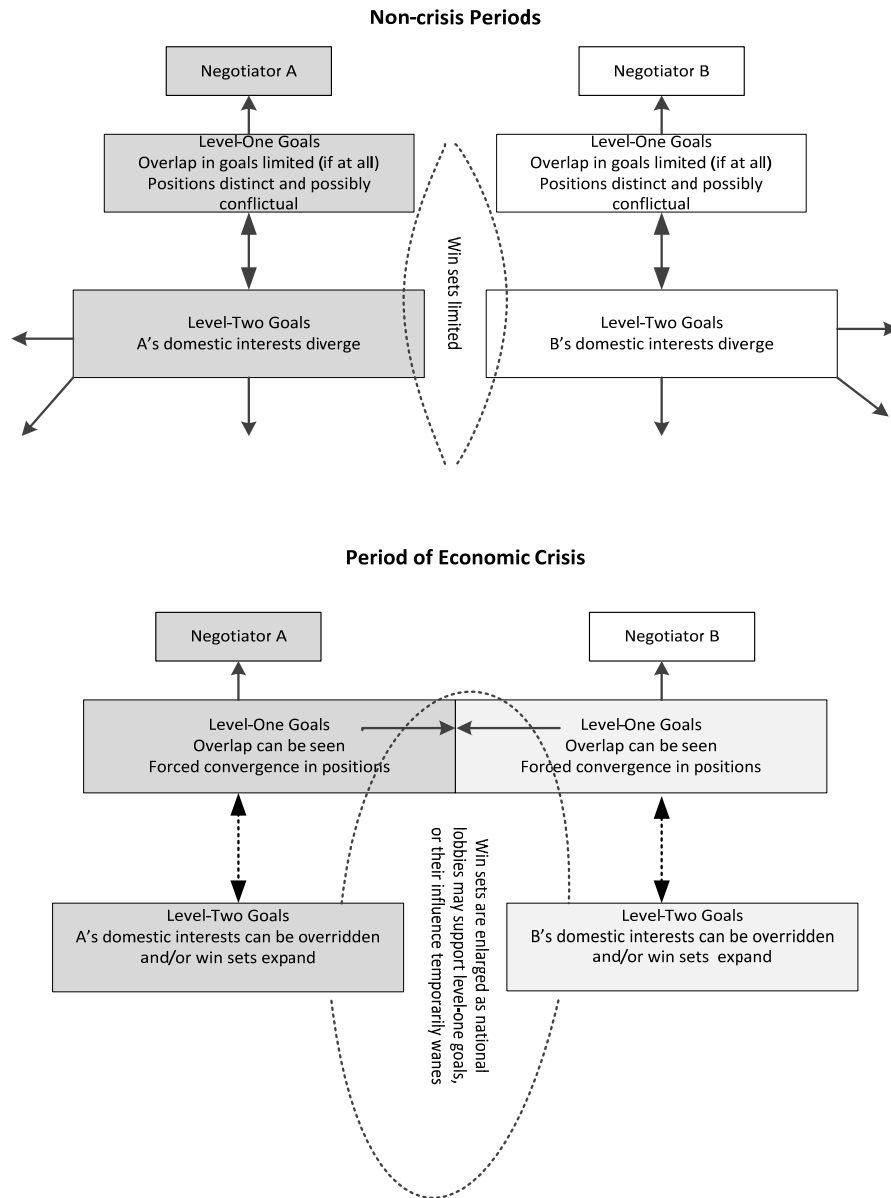 Non-crisis Periods
Negotiator A
Negotiator B
Level-One Goals
Overlap in goals limited (if at all)
Positions distinct and possibly
conflictual
Level-One Goals
Overlap in goals limited (if at all)
Positions distinct and possibly
conflictual
Win sets limited
Level-Two Goals
A's domestic interests diverge
Level-Two Goals
B's domestic interests diverge
Period of Economic Crisis
Negotiator A
Negotiator B
Level-One Goals
Overlap can be seen
Forced convergence in positions
Level-One Goals
Overlap can be seen
Forced convergence in positions
Win sets are enlarged as national
lobbies may support level-one goals,
or their influence temporarily wanes
Level-Two Goals
A's domestic interests can be overridden
and/or win sets expand
Level-Two Goals
B's domestic interests can be overridden
and/or win sets expand